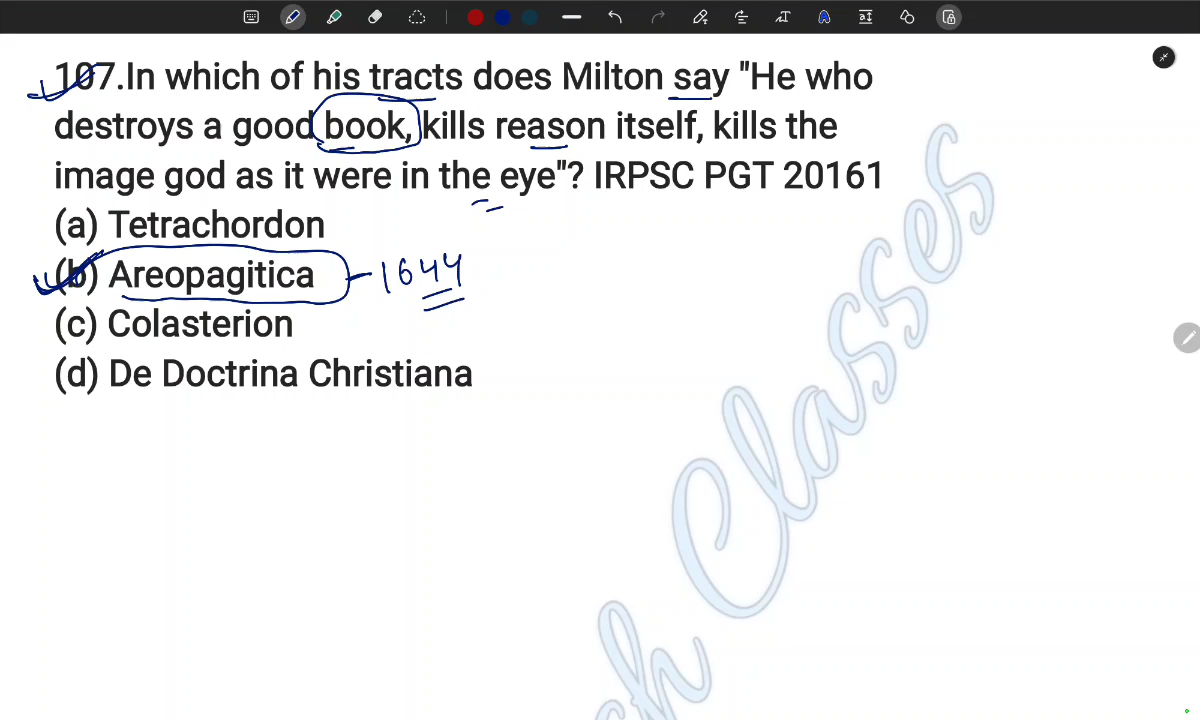 107.In which of his tracts does Milton say "He who
destroys a good book, kills reason itself, kills the
image god as it were in the eye"? IRPSC PGT 20161
(a) Tetrachordon
(b) Areopagitica - 1644
(c) Colasterion
(d) De Doctrina Christiana
Classes